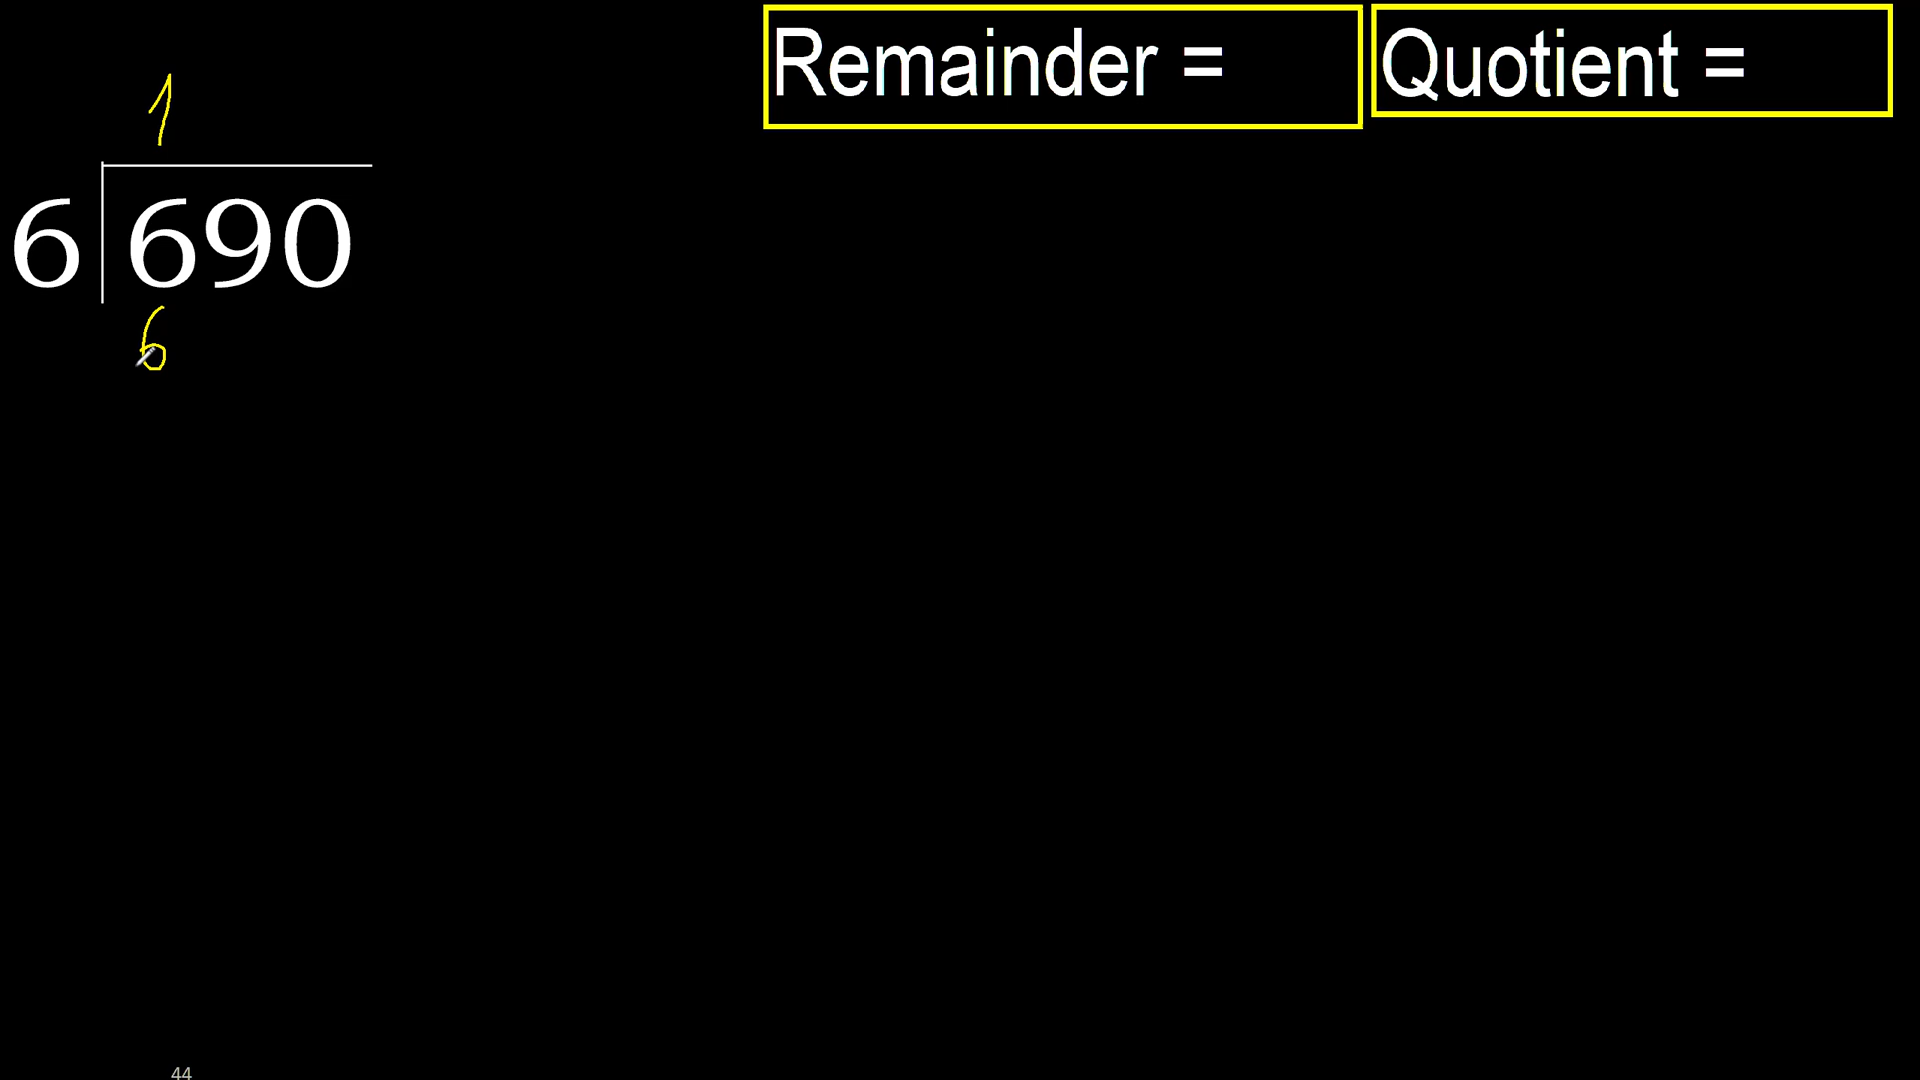 Remainder = Quotient =
1
6 690
6
44